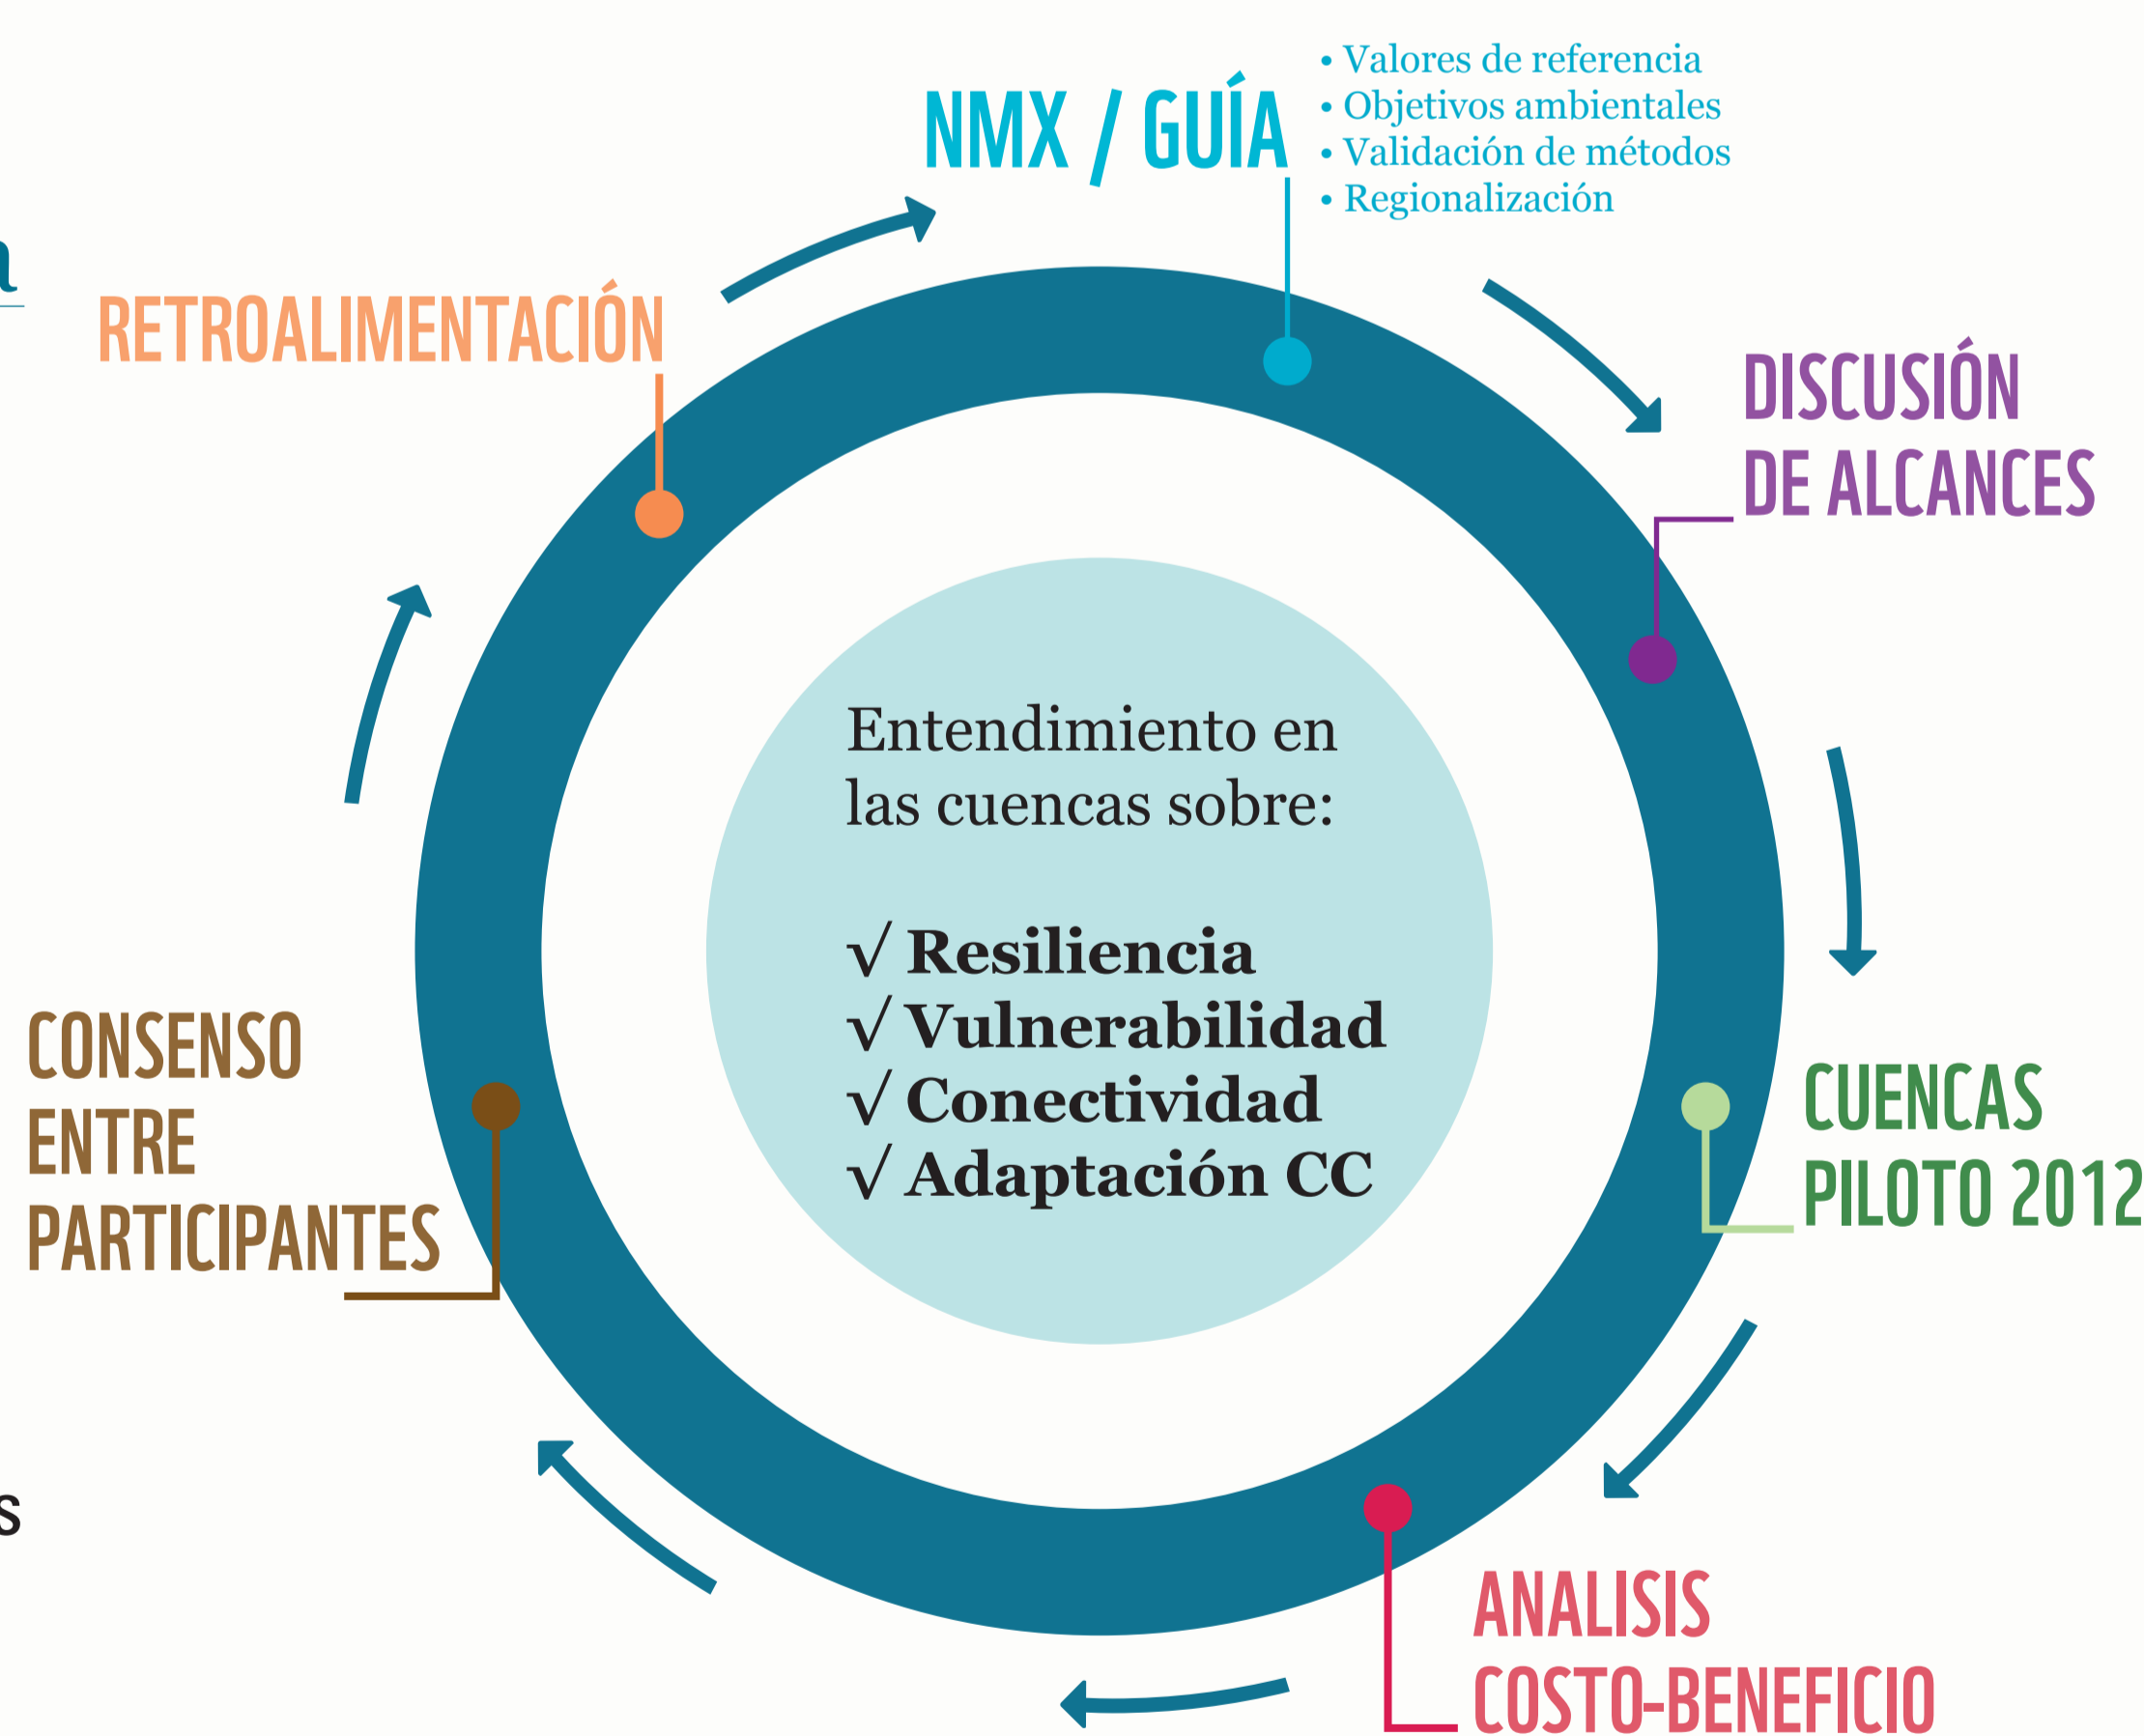 NMX / GUÍA
• Valores de referencia
• Objetivos ambientales
• Validación de métodos
• Regionalización
RETROALIMENTACIÓN
DISCUSIÓN
DE ALCANCES
Entendimiento en
las cuencas sobre:
√ Resiliencia
√ Vulnerabilidad
√ Conectividad
√ Adaptación CC
CONSENSO
ENTRE
PARTICIPANTES
CUENCAS
PILOTO 2012
ANALISIS
COSTO-BENEFICIO